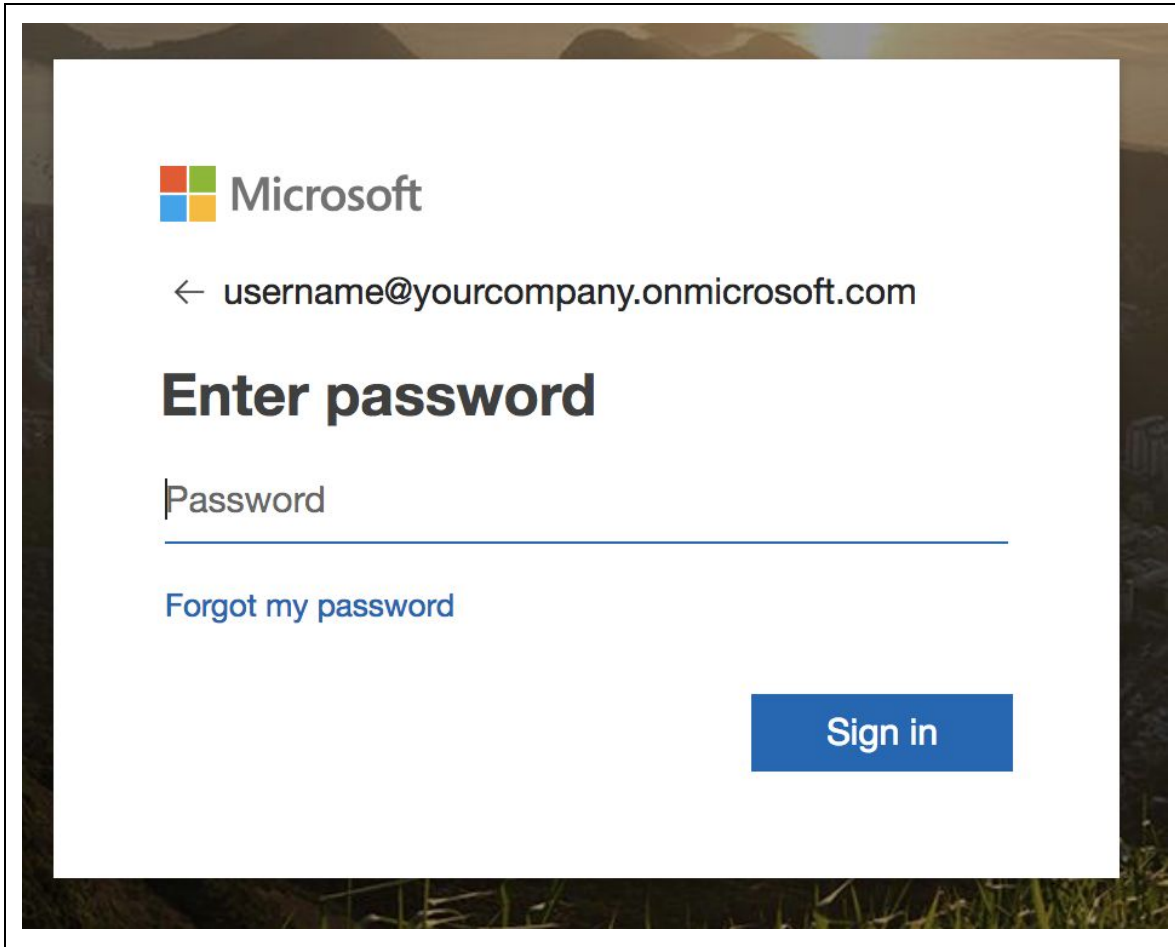 Microsoft
← username@yourcompany.onmicrosoft.com
Enter password
Password
Forgot my password
Sign in